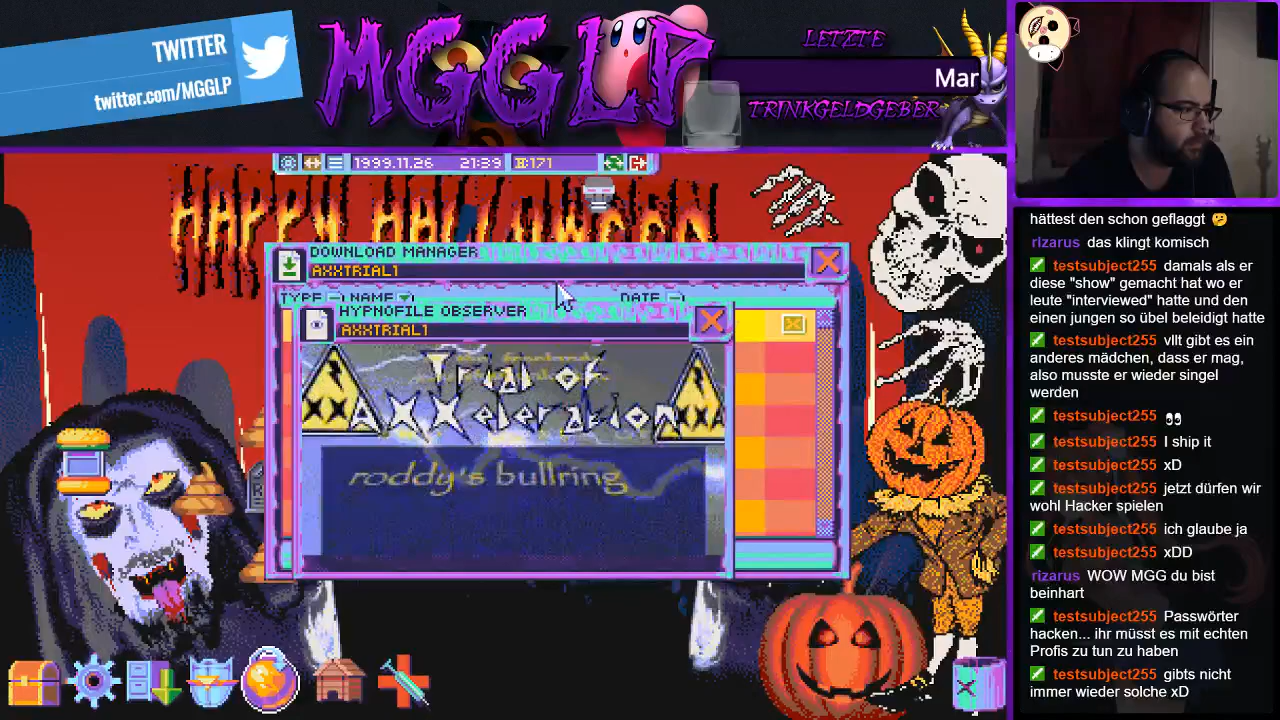 TWITTER
twitter.com/MGGLP
MGGLP
LETZTE
Mar
TRINKGELDGEBER
1999.11.26 21:39 171
HAPPY HALLOWEEN
DOWNLOAD MANAGER
AXXTRIAL1
TYPE NAME DATE
HYPNOFILE OBSERVER
AXXTRIAL1
Trial of
AXXeleration
roddy's bullring
hättest den schon geflaggt 🤔
rizarus das klingt komisch
testsubject255 damals als er
diese "show" gemacht hat wo er
leute "interviewed" hatte und den
einen jungen so übel beleidigt hatte
testsubject255 vllt gibt es ein
anderes mädchen, dass er mag,
also musste er wieder singel
werden
testsubject255 👀
testsubject255 I ship it
testsubject255 xD
testsubject255 jetzt dürfen wir
wohl Hacker spielen
testsubject255 ich glaube ja
testsubject255 xDD
rizarus WOW MGG du bist
beinhart
testsubject255 Passwörter
hacken... ihr müsst es mit echten
Profis zu tun zu haben
testsubject255 gibts nicht
immer wieder solche xD